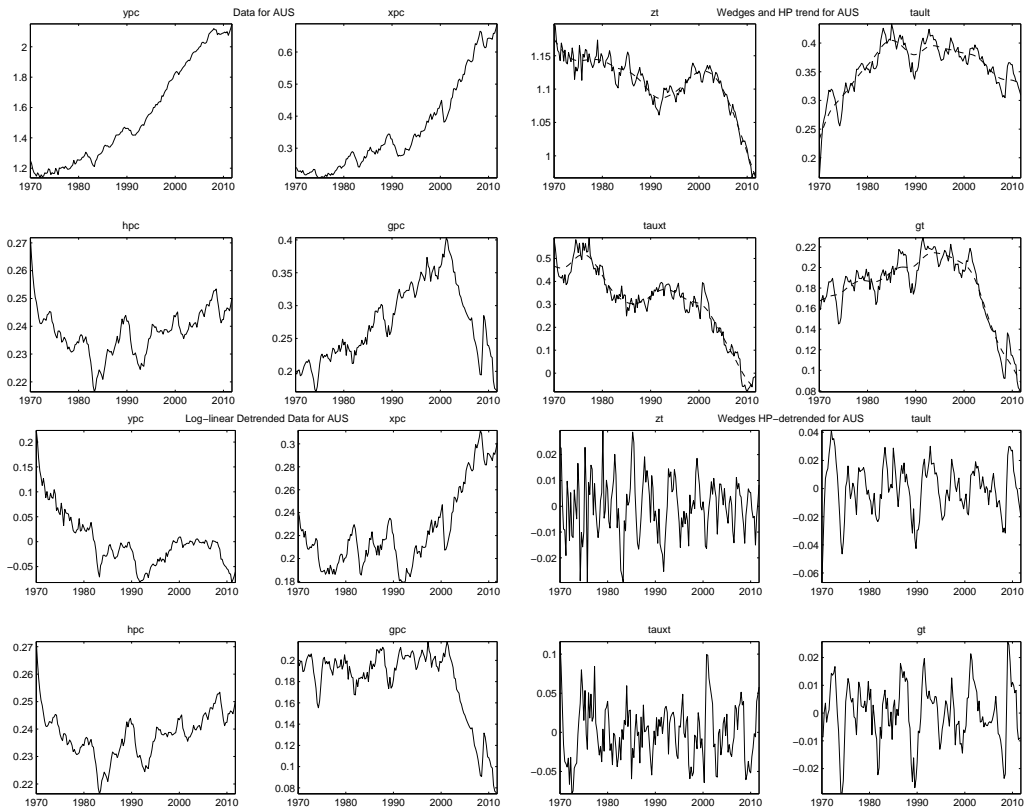 Data for AUS
ypc
xpc
2
1.8
1.6
1.4
1.2
1970 1980 1990 2000 2010
0.6
0.5
0.4
0.3
1970 1980 1990 2000 2010
Wedges and HP trend for AUS
zt
tault
1.15
1.1
1.05
1
1970 1980 1990 2000 2010
0.4
0.3
0.2
1970 1980 1990 2000 2010
hpc
gpc
0.27
0.26
0.25
0.24
0.23
0.22
1970 1980 1990 2000 2010
0.4
0.35
0.3
0.25
0.2
1970 1980 1990 2000 2010
tauxt
gt
0.5
0.4
0.3
0.2
0.1
0
1970 1980 1990 2000 2010
0.22
0.2
0.18
0.16
0.14
0.12
0.1
0.08
1970 1980 1990 2000 2010
Log−linear Detrended Data for AUS
ypc
xpc
0.2
0.15
0.1
0.05
0
−0.05
1970 1980 1990 2000 2010
0.3
0.28
0.26
0.24
0.22
0.2
0.18
1970 1980 1990 2000 2010
Wedges HP−detrended for AUS
zt
tault
0.02
0.01
0
−0.01
−0.02
1970 1980 1990 2000 2010
0.04
0.02
0
−0.02
−0.04
−0.06
1970 1980 1990 2000 2010
hpc
gpc
0.27
0.26
0.25
0.24
0.23
0.22
1970 1980 1990 2000 2010
0.2
0.18
0.16
0.14
0.12
0.1
0.08
1970 1980 1990 2000 2010
tauxt
gt
0.1
0.05
0
−0.05
1970 1980 1990 2000 2010
0.02
0.01
0
−0.01
−0.02
1970 1980 1990 2000 2010